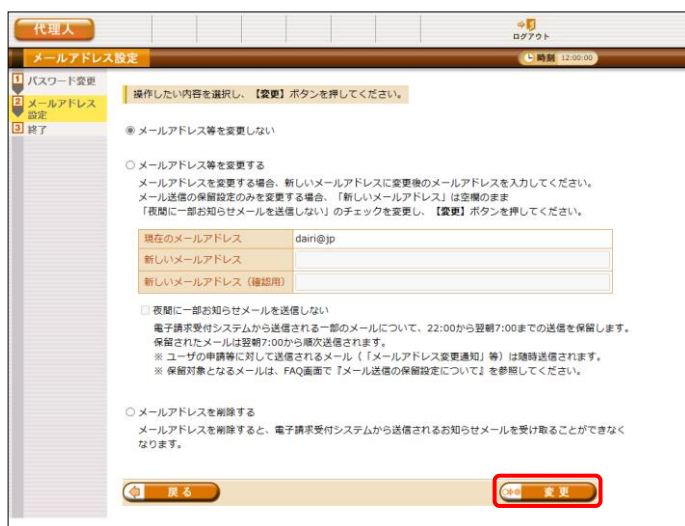 代理人
ログアウト
メールアドレス設定
時刻 12:00:00
1 パスワード変更
2 メールアドレス
設定
3 終了
操作したい内容を選択し、【変更】ボタンを押してください。
メールアドレス等を変更しない
メールアドレス等を変更する
メールアドレスを変更する場合、新しいメールアドレスに変更後のメールアドレスを入力してください。
メール送信の保留設定のみを変更する場合、「新しいメールアドレス」は空欄のまま
「夜間に一部お知らせメールを送信しない」のチェックを変更し、【変更】ボタンを押してください。
現在のメールアドレス dairi@jp
新しいメールアドレス
新しいメールアドレス（確認用）
夜間に一部お知らせメールを送信しない
電子請求受付システムから送信される一部のメールについて、22:00から翌朝7:00までの送信を保留します。
保留されたメールは翌朝7:00から順次送信されます。
※ ユーザの申請等に対して送信されるメール（「メールアドレス変更通知」等）は随時送信されます。
※ 保留対象となるメールは、FAQ画面で『メール送信の保留設定について』を参照してください。
メールアドレスを削除する
メールアドレスを削除すると、電子請求受付システムから送信されるお知らせメールを受け取ることができなく
なります。
戻る
変更